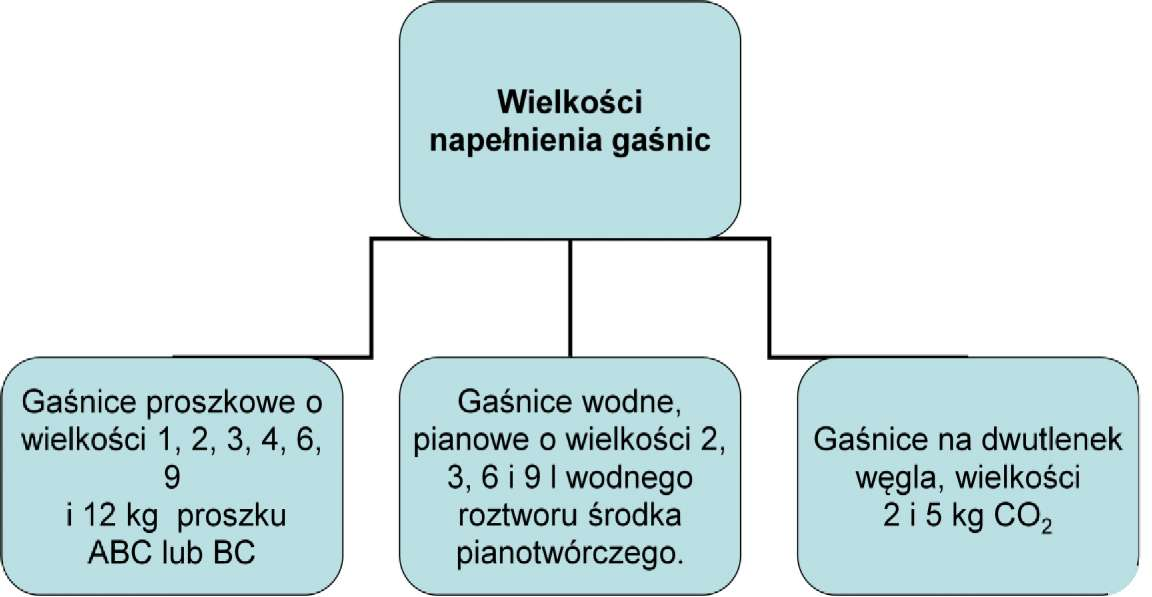 Wielkości
napełnienia gaśnic
Gaśnice proszkowe o
wielkości 1, 2, 3, 4, 6,
9
i 12 kg proszku
ABC lub BC
Gaśnice wodne,
pianowe o wielkości 2,
3, 6 i 9 l wodnego
roztworu środka
pianotwórczego.
Gaśnice na dwutlenek
węgla, wielkości
2 i 5 kg CO₂